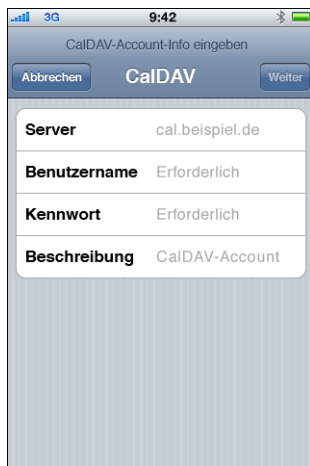 3G 9:42
CalDAV-Account-Info eingeben
Abbrechen CalDAV Weiter
Server cal.beispiel.de
Benutzername Erforderlich
Kennwort Erforderlich
Beschreibung CalDAV-Account